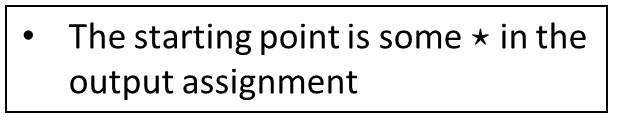 • The starting point is some ⋆ in the
output assignment